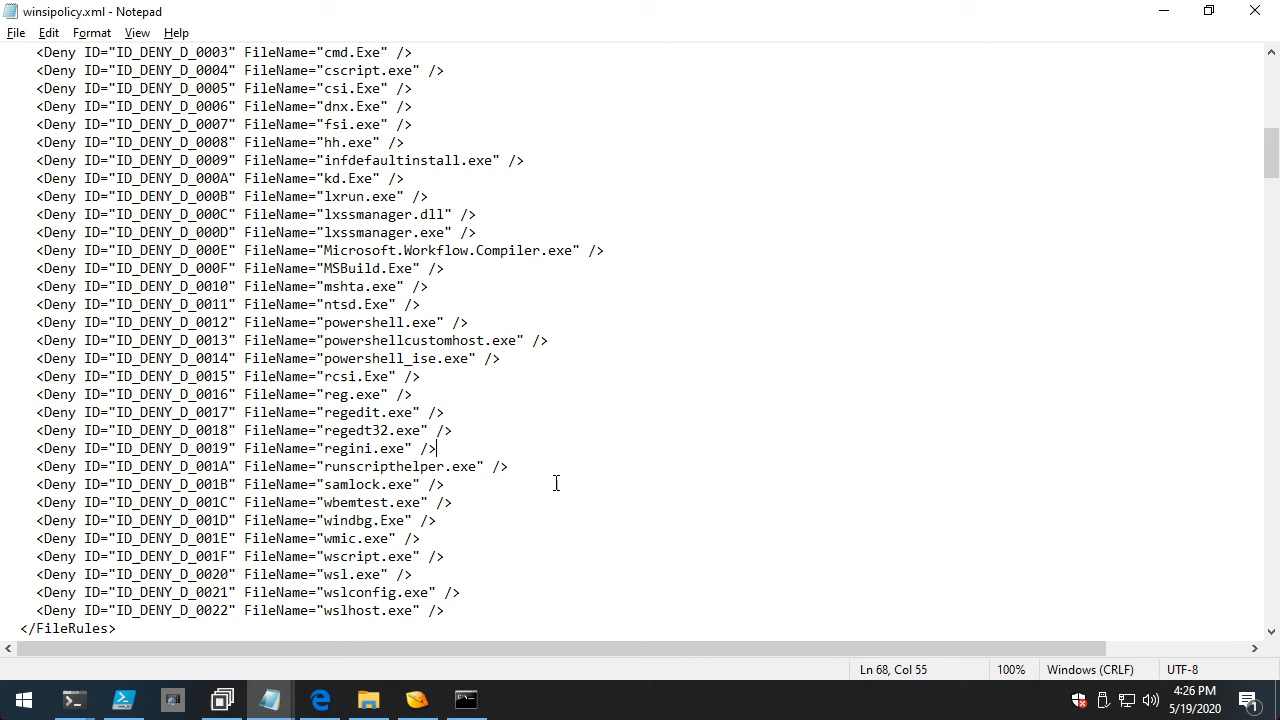 winsipolicy.xml - Notepad
File Edit Format View Help
<Deny ID="ID_DENY_D_0003" FileName="cmd.Exe" />
<Deny ID="ID_DENY_D_0004" FileName="cscript.exe" />
<Deny ID="ID_DENY_D_0005" FileName="csi.Exe" />
<Deny ID="ID_DENY_D_0006" FileName="dnx.Exe" />
<Deny ID="ID_DENY_D_0007" FileName="fsi.exe" />
<Deny ID="ID_DENY_D_0008" FileName="hh.exe" />
<Deny ID="ID_DENY_D_0009" FileName="infdefaultinstall.exe" />
<Deny ID="ID_DENY_D_000A" FileName="kd.Exe" />
<Deny ID="ID_DENY_D_000B" FileName="lxrun.exe" />
<Deny ID="ID_DENY_D_000C" FileName="lxssmanager.dll" />
<Deny ID="ID_DENY_D_000D" FileName="lxssmanager.exe" />
<Deny ID="ID_DENY_D_000E" FileName="Microsoft.Workflow.Compiler.exe" />
<Deny ID="ID_DENY_D_000F" FileName="MSBuild.Exe" />
<Deny ID="ID_DENY_D_0010" FileName="mshta.exe" />
<Deny ID="ID_DENY_D_0011" FileName="ntsd.Exe" />
<Deny ID="ID_DENY_D_0012" FileName="powershell.exe" />
<Deny ID="ID_DENY_D_0013" FileName="powershellcustomhost.exe" />
<Deny ID="ID_DENY_D_0014" FileName="powershell_ise.exe" />
<Deny ID="ID_DENY_D_0015" FileName="rcsi.Exe" />
<Deny ID="ID_DENY_D_0016" FileName="reg.exe" />
<Deny ID="ID_DENY_D_0017" FileName="regedit.exe" />
<Deny ID="ID_DENY_D_0018" FileName="regedt32.exe" />
<Deny ID="ID_DENY_D_0019" FileName="regini.exe" />
<Deny ID="ID_DENY_D_001A" FileName="runscripthelper.exe" />
<Deny ID="ID_DENY_D_001B" FileName="samlock.exe" />
<Deny ID="ID_DENY_D_001C" FileName="wbemtest.exe" />
<Deny ID="ID_DENY_D_001D" FileName="windbg.Exe" />
<Deny ID="ID_DENY_D_001E" FileName="wmic.exe" />
<Deny ID="ID_DENY_D_001F" FileName="wscript.exe" />
<Deny ID="ID_DENY_D_0020" FileName="wsl.exe" />
<Deny ID="ID_DENY_D_0021" FileName="wslconfig.exe" />
<Deny ID="ID_DENY_D_0022" FileName="wslhost.exe" />
</FileRules>
Ln 68, Col 55 100% Windows (CRLF) UTF-8
4:26 PM
5/19/2020
1